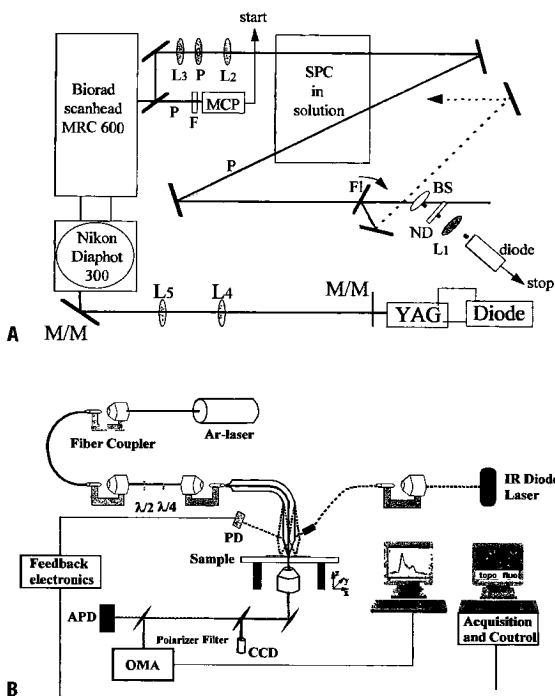 start
L3 P L2
Biorad
scanhead
MRC 600
P F MCP
SPC
in
solution
P
Fl
BS
ND
L1
diode
stop
Nikon
Diaphot
300
L5 L4
M/M
M/M
YAG
Diode
A
Fiber Coupler
Ar-laser
λ/2 λ/4
IR Diode
Laser
PD
Sample
z
y
x
Feedback
electronics
topo fluo
APD
Polarizer Filter
CCD
OMA
Acquisition
and Coutrol
B